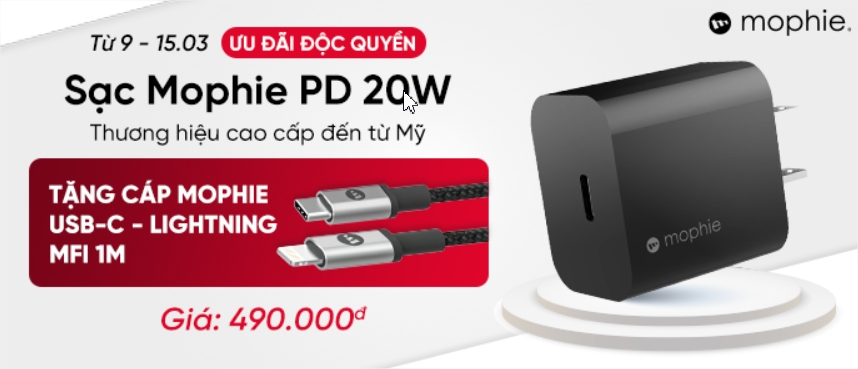 mophie.
Từ 9 - 15.03 ƯU ĐÃI ĐỘC QUYỀN
Sạc Mophie PD 20W
Thương hiệu cao cấp đến từ Mỹ
TẶNG CÁP MOPHIE
USB-C - LIGHTNING
MFI 1M
Giá: 490.000đ
mophie